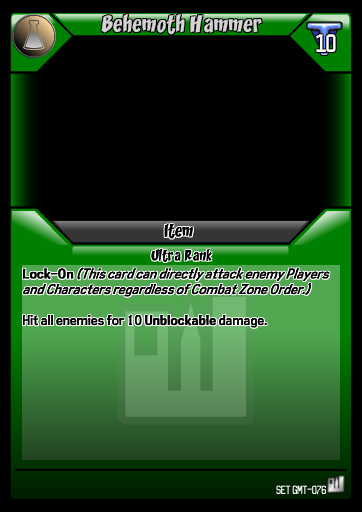 Behemoth Hammer
10
Item
Ultra Rank
Lock-On (This card can directly attack enemy Players
and Characters regardless of Combat Zone Order.)
Hit all enemies for 10 Unblockable damage.
SET GMT-076